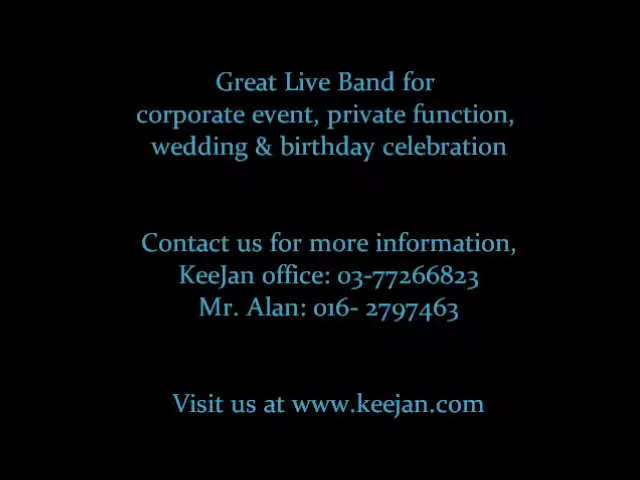 Great Live Band for
corporate event, private function,
wedding & birthday celebration
Contact us for more information,
KeeJan office: 03-77266823
Mr. Alan: 016- 2797463
Visit us at www.keejan.com